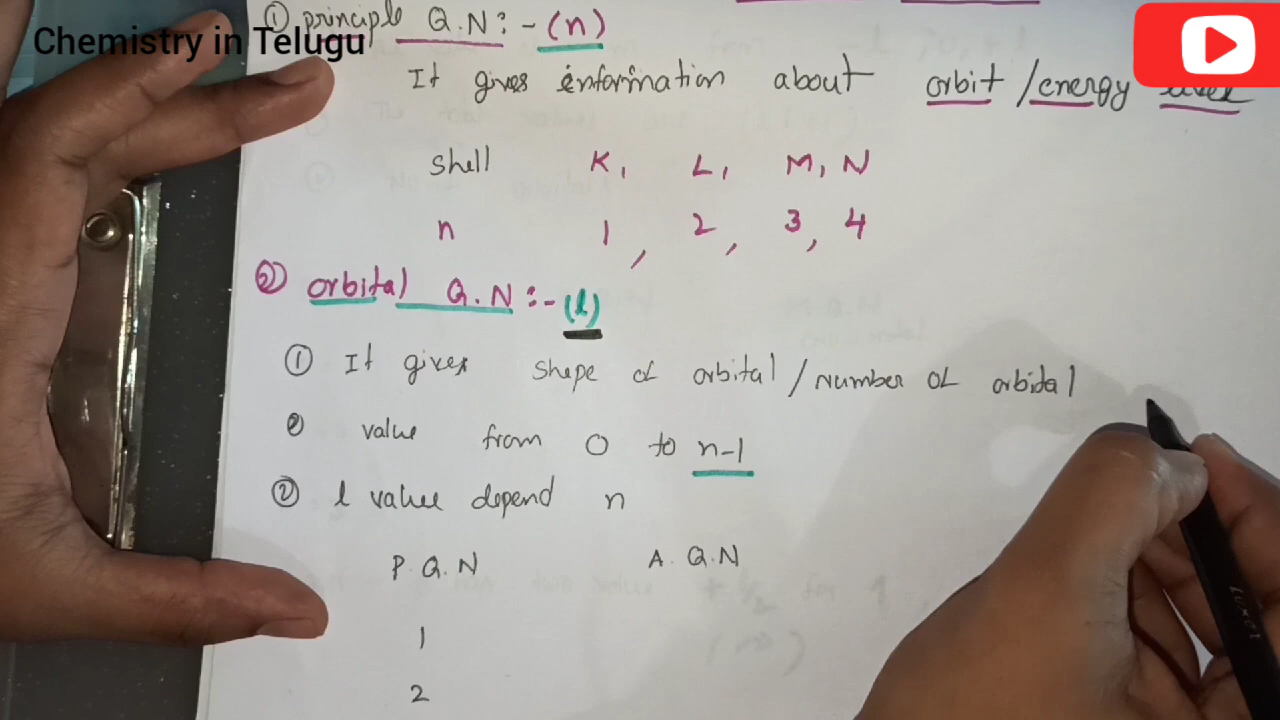 ① principle Q.N:-(n)
Chemistry in Telugu
It gives information about orbit /energy level
Shell K, L, M, N
n 1, 2, 3, 4
② orbital Q.N:-(l)
① It gives shape of orbital / Number of orbital
② value from 0 to n-1
② l value depend n
P.Q.N A.Q.N
1
2
LUXOR